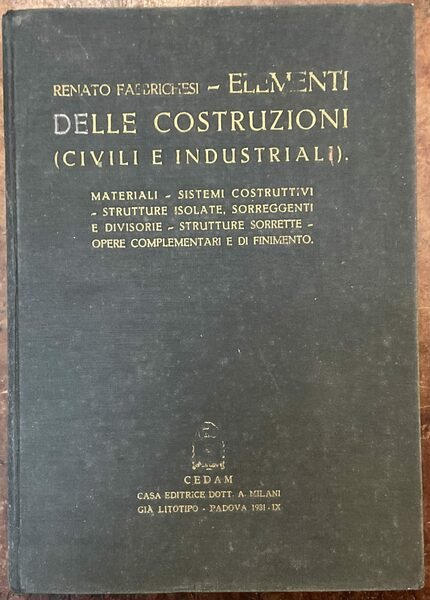 RENATO FABBRICHESI - ELEMENTI
DELLE COSTRUZIONI
(CIVILI E INDUSTRIALI).
MATERIALI - SISTEMI COSTRUTTIVI
- STRUTTURE ISOLATE, SORREGGENTI
E DIVISORIE - STRUTTURE SORRETTE -
OPERE COMPLEMENTARI E DI FINIMENTO.
CEDAM
CASA EDITRICE DOTT. A. MILANI
GIÀ LITOTIPO - PADOVA 1931-IX